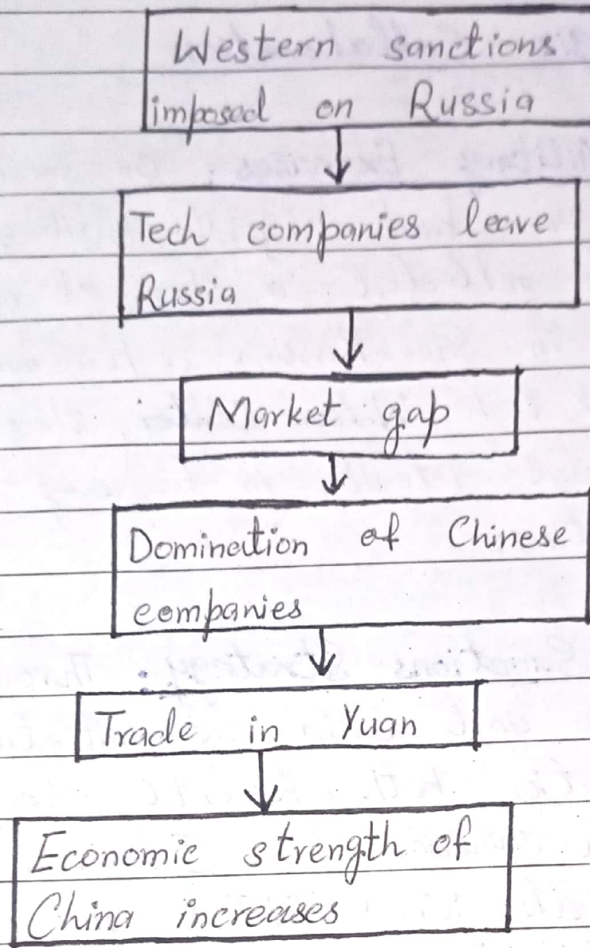 Western sanctions
imposed on Russia
Tech companies leave
Russia
Market gap
Domination of Chinese
companies
Trade in Yuan
Economic strength of
China increases